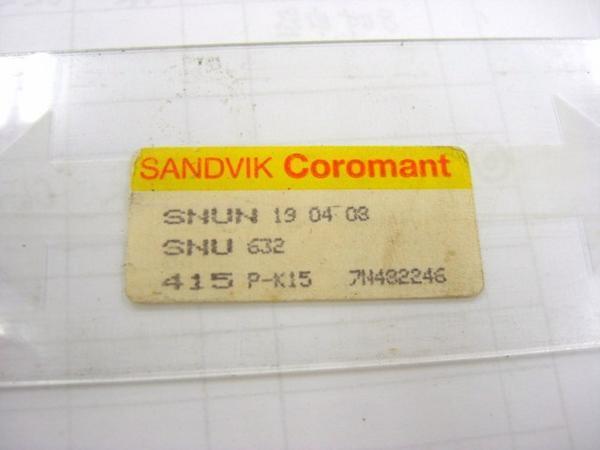 SANDVIK Coromant
SNUN 19 04 08
SNU 632
415 P-K15 7N482246